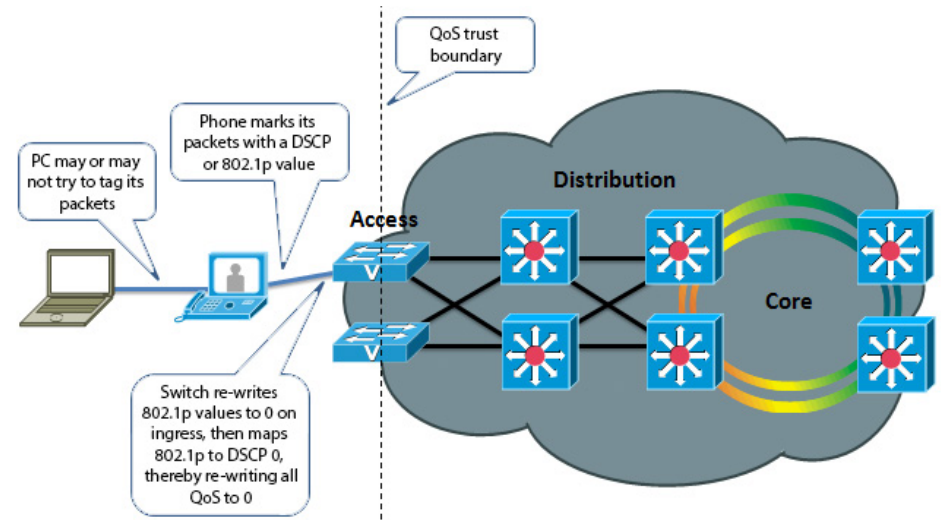 QoS trust
boundary
Phone marks its
packets with a DSCP
or 802.1p value
PC may or may
not try to tag its
packets
Distribution
Access
V
V
Core
Switch re-writes
802.1p values to 0 on
ingress, then maps
802.1p to DSCP 0,
thereby re-writing all
QoS to 0